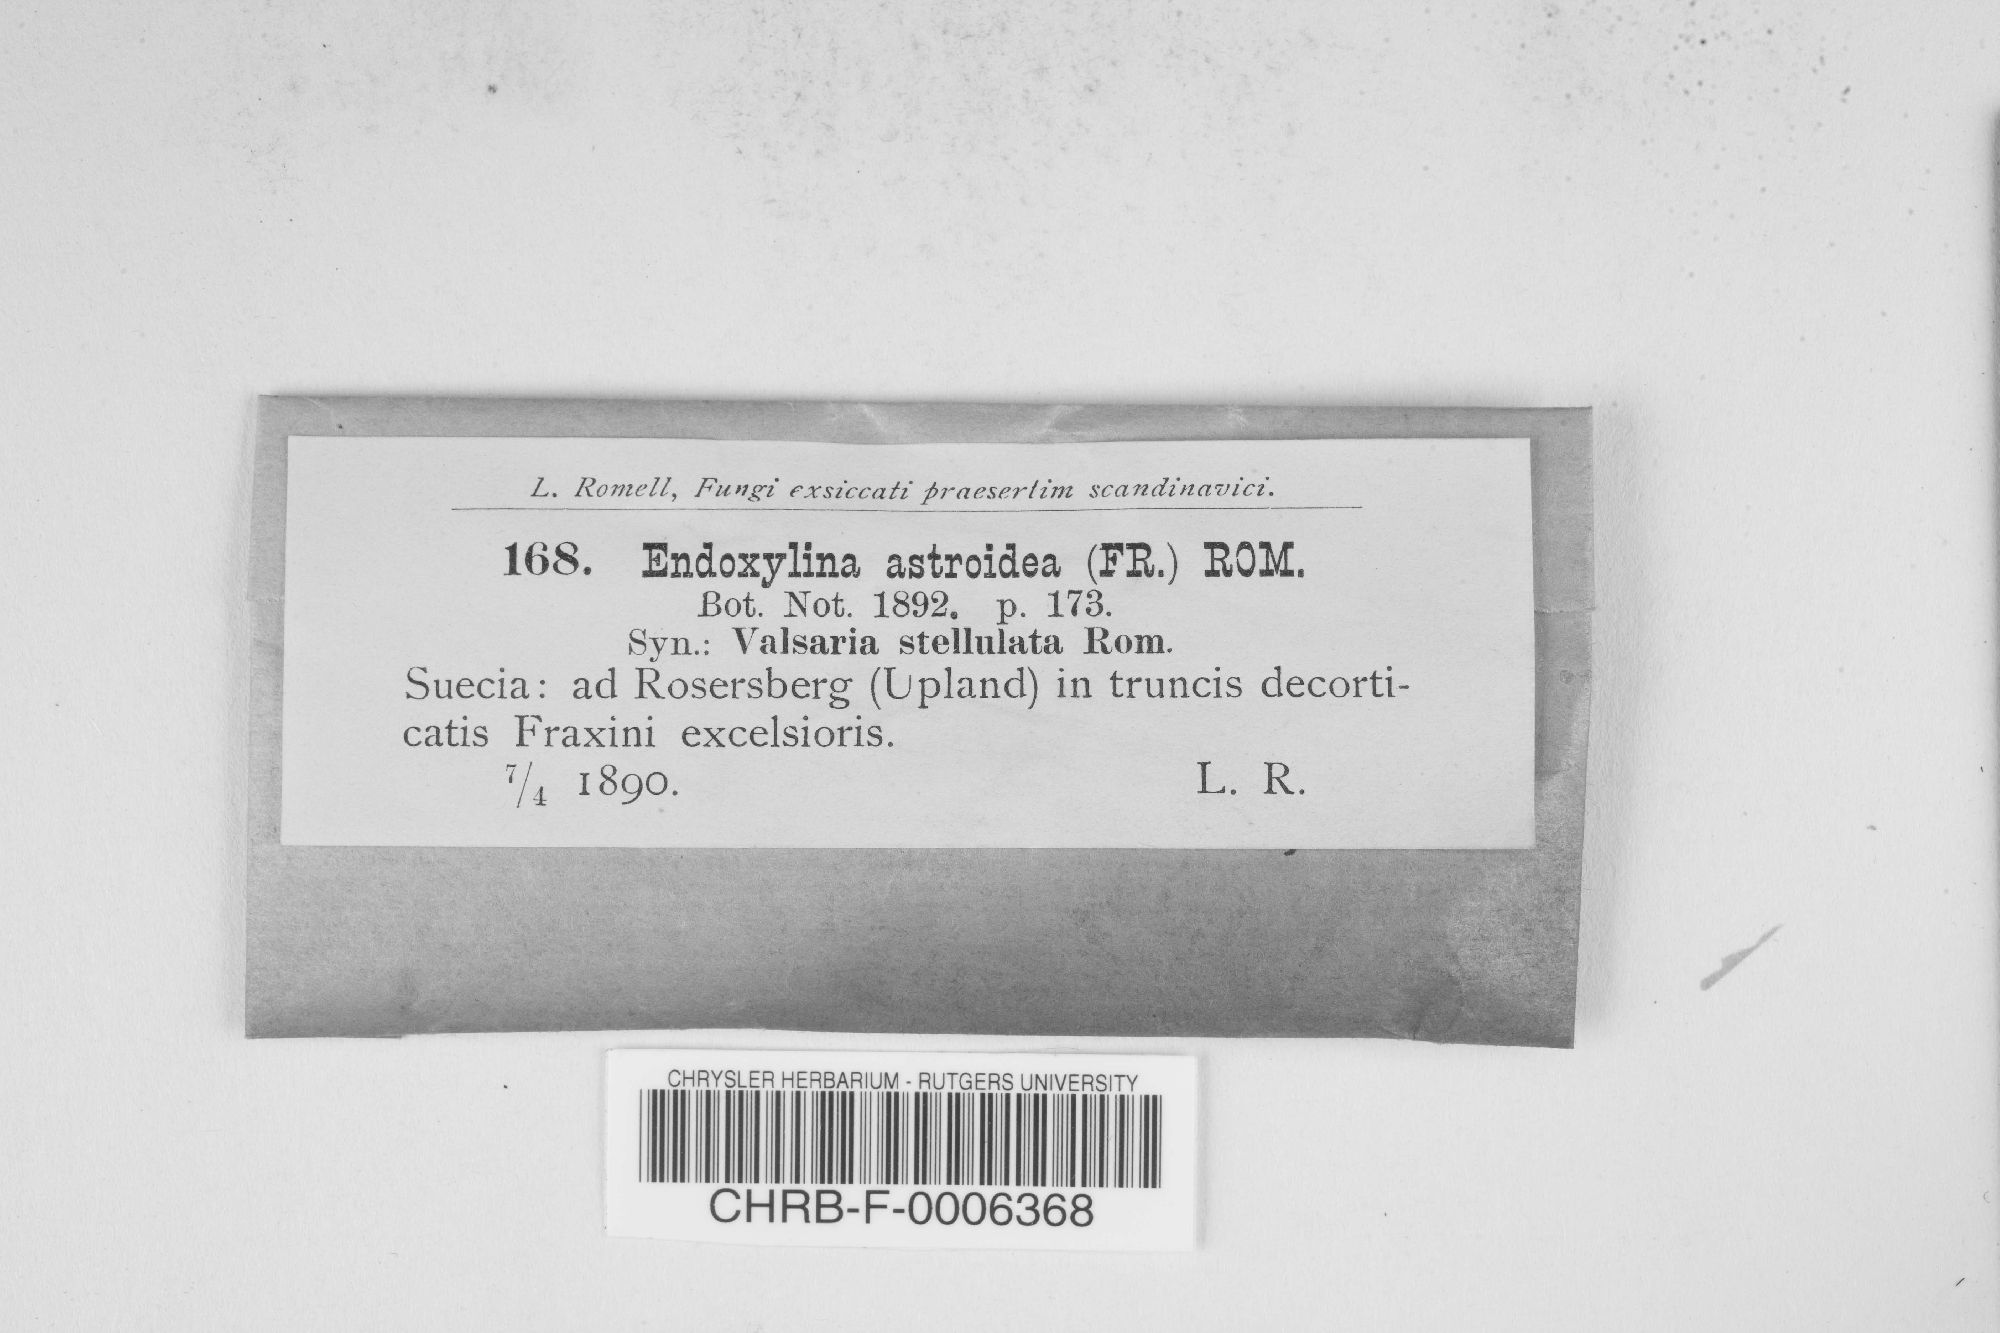 L. Romell, Fungi exsiccati praesertim scandinavici.
168. Endoxylina astroidea (FR.) ROM.
Bot. Not. 1892. p. 173.
Syn.: Valsaria stellulata Rom.
Suecia: ad Rosersberg (Upland) in truncis decorti-
catis Fraxini excelsioris.
7/4 1890. L. R.
CHRYSLER HERBARIUM - RUTGERS UNIVERSITY
CHRB-F-0006368